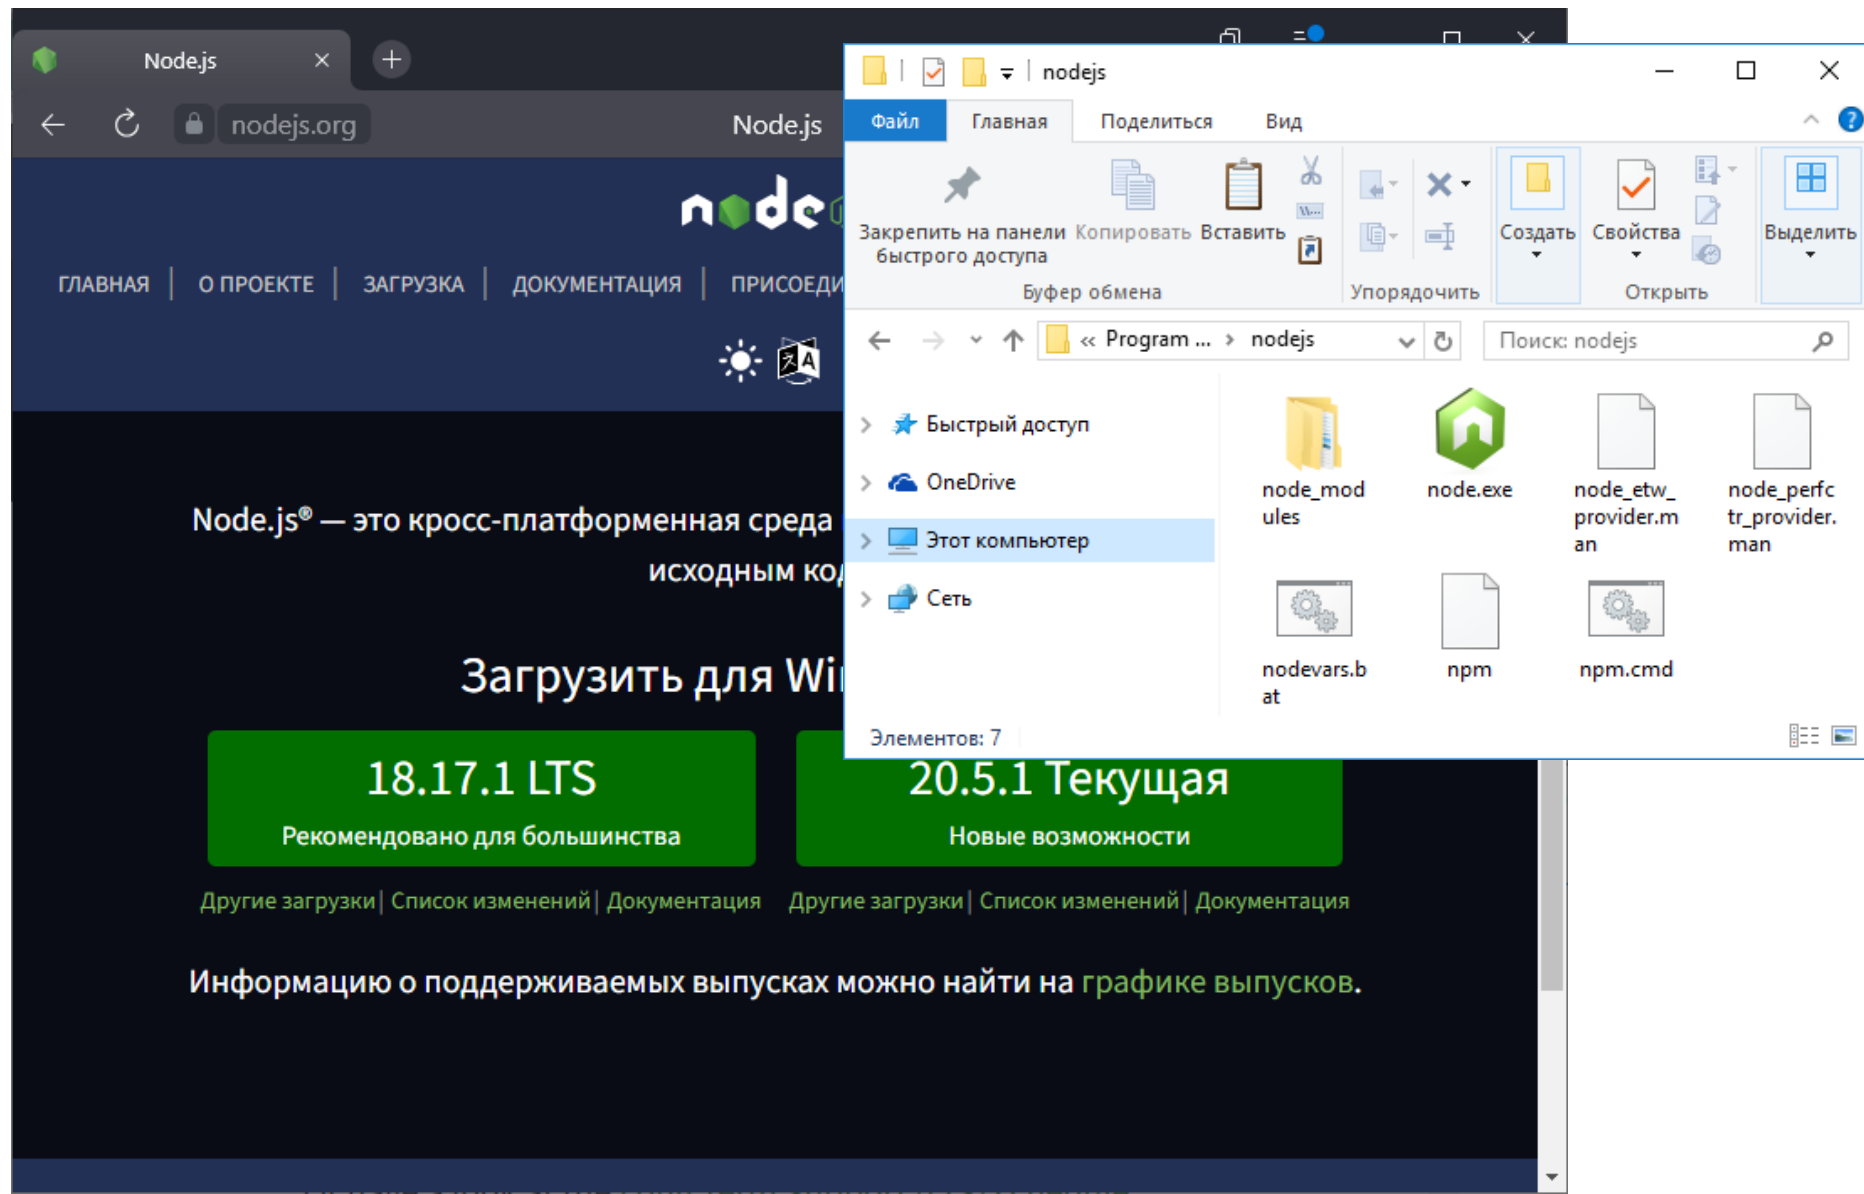 Node.js
nodejs.org
Node.js
node
ГЛАВНАЯ | О ПРОЕКТЕ | ЗАГРУЗКА | ДОКУМЕНТАЦИЯ |
Node.js® — это кросс-платформенная среда
исходным
Загрузить для
18.17.1 LTS
Рекомендовано для большинства
20.5.1 Текущая
Новые возможности
Другие загрузки | Список изменений | Документация
Другие загрузки | Список изменений | Документация
Информацию о поддерживаемых выпусках можно найти на графике выпусков.
nodejs
Файл
Главная
Поделиться
Вид
Закрепить на панели
быстрого доступа
Копировать
Вставить
Буфер обмена
Упорядочить
Создать
Свойства
Открыть
Выделить
« Program ... › nodejs
Поиск: nodejs
Быстрый доступ
OneDrive
Этот компьютер
Сеть
node_mod
ules
node.exe
node_etw_
provider.m
an
node_perfc
tr_provider.
man
nodevars.b
at
npm
npm.cmd
Элементов: 7